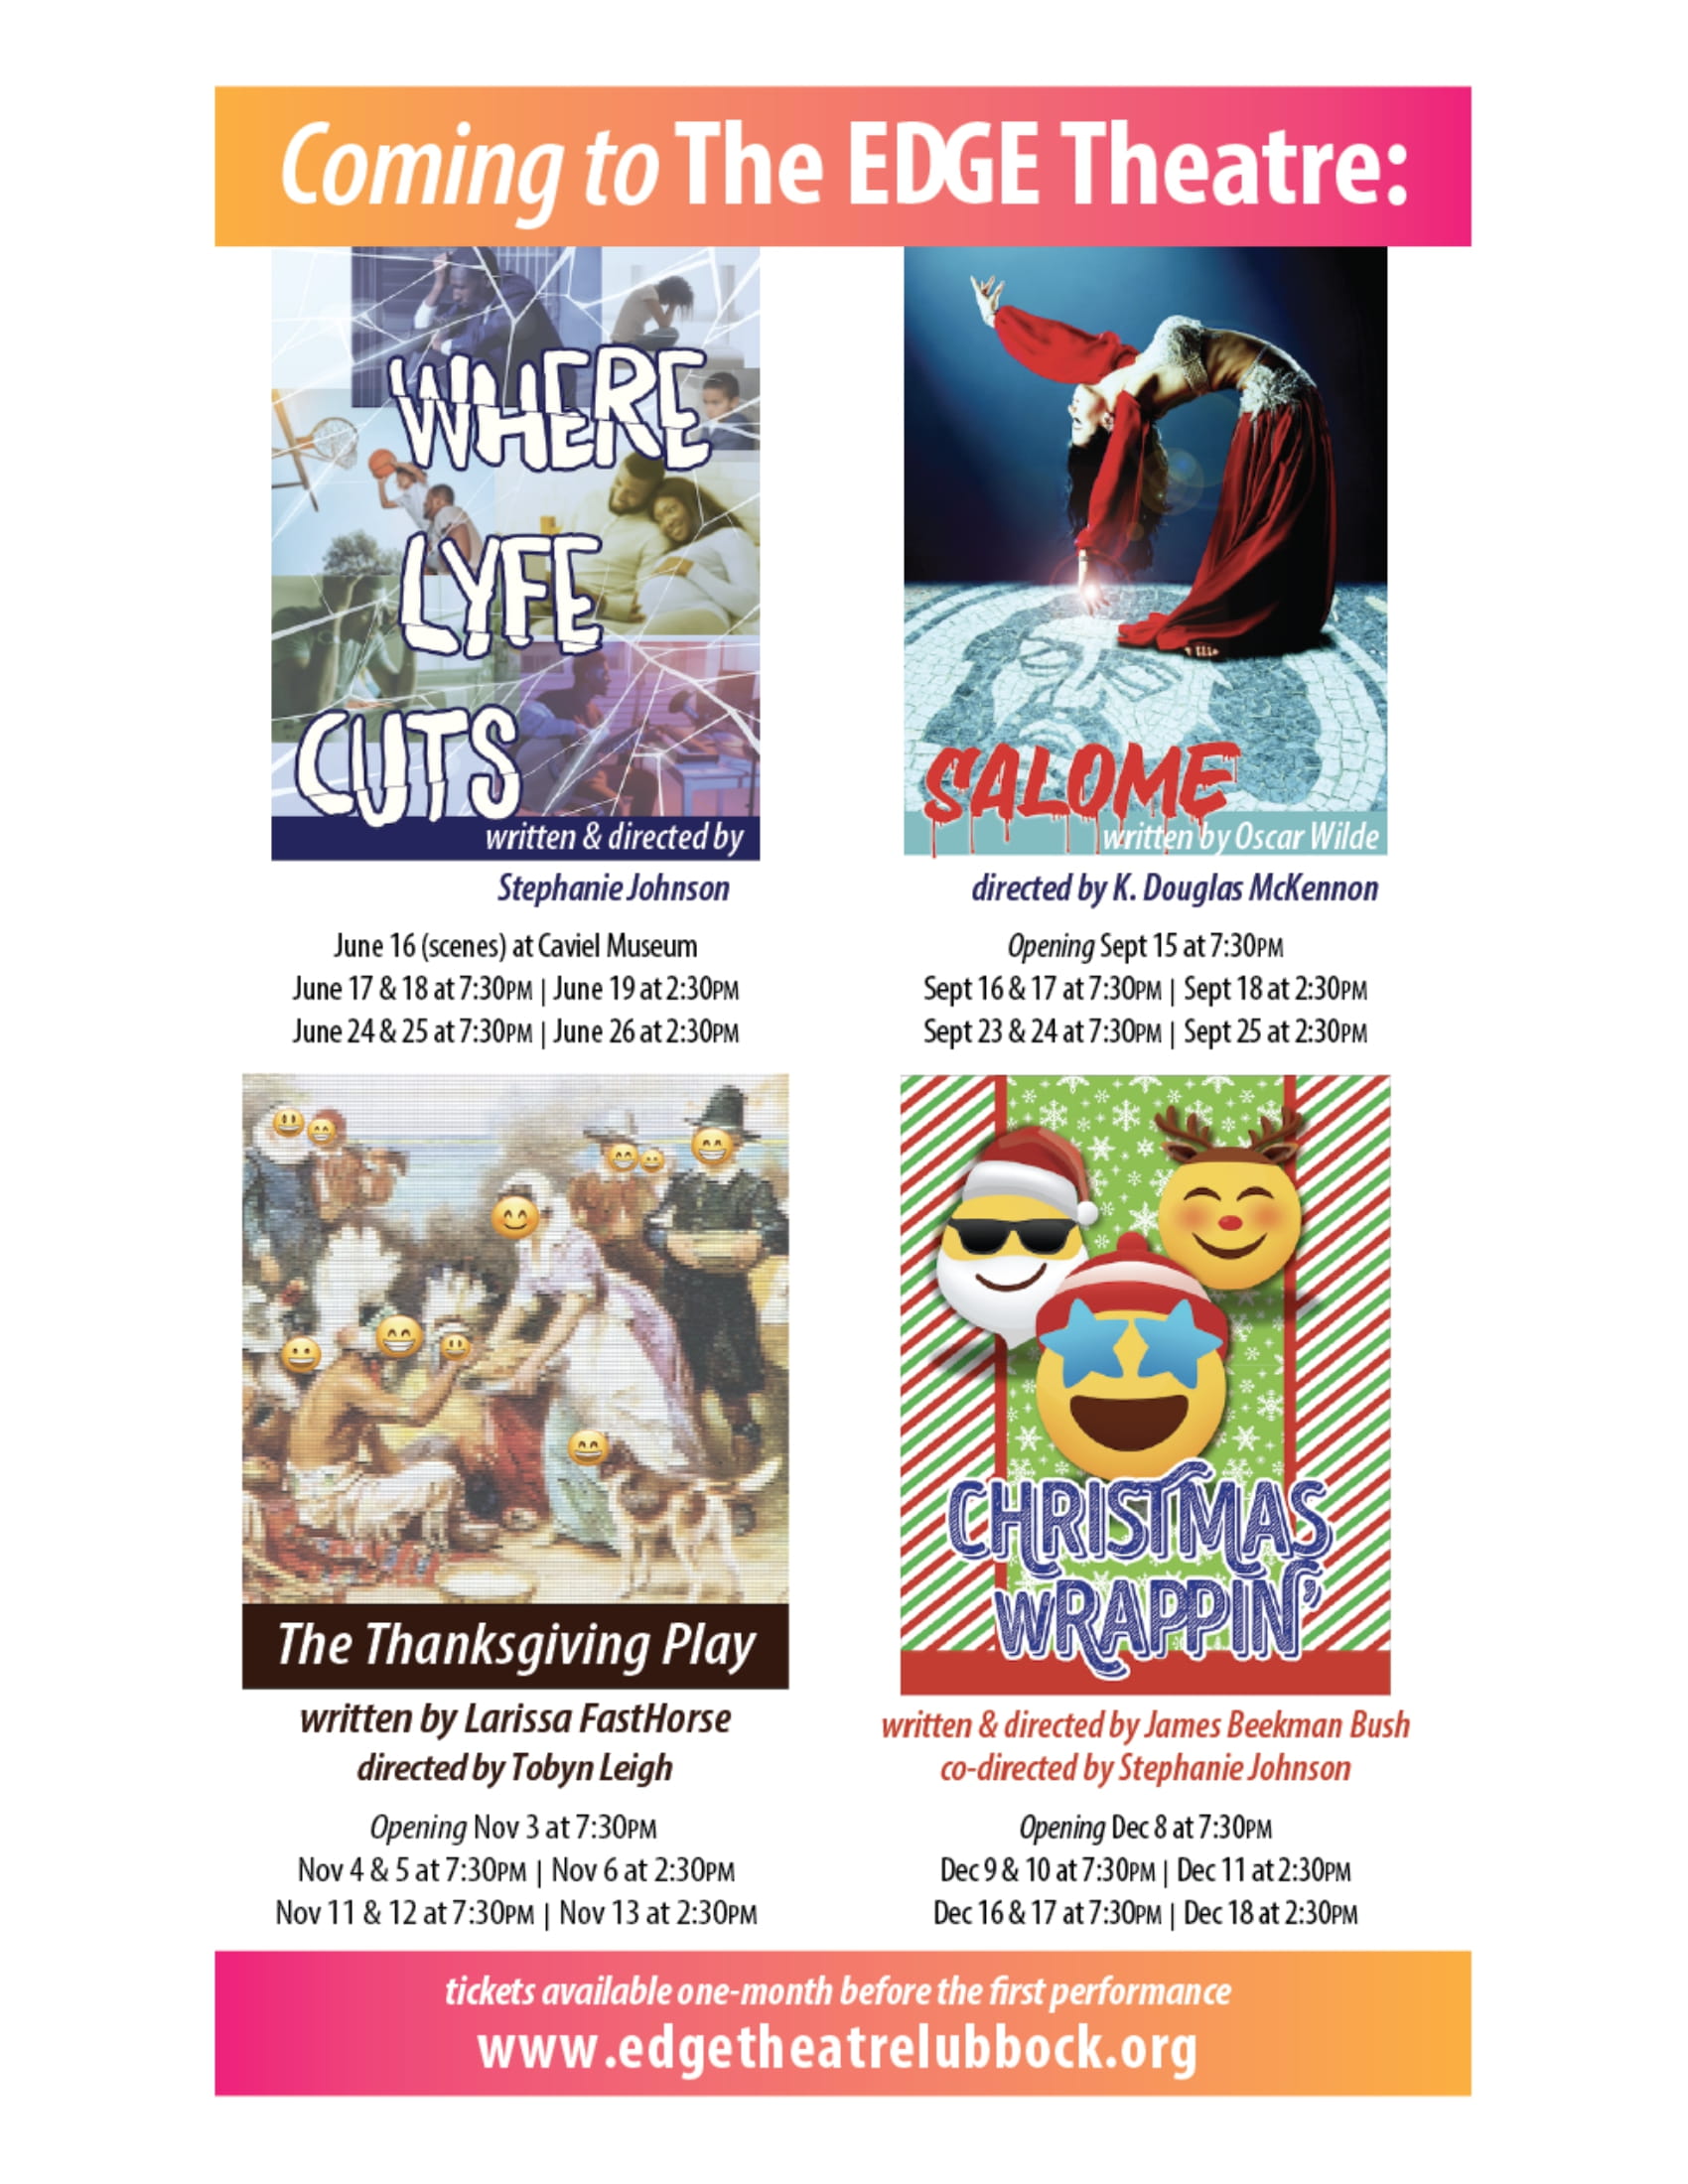 Coming to The EDGE Theatre:
WHERE
LYFE
CUTS
written & directed by
Stephanie Johnson
June 16 (scenes) at Caviel Museum
June 17 & 18 at 7:30PM | June 19 at 2:30PM
June 24 & 25 at 7:30PM | June 26 at 2:30PM
SALOME
written by Oscar Wilde
directed by K. Douglas McKennon
Opening Sept 15 at 7:30PM
Sept 16 & 17 at 7:30PM | Sept 18 at 2:30PM
Sept 23 & 24 at 7:30PM | Sept 25 at 2:30PM
The Thanksgiving Play
written by Larissa FastHorse
directed by Tobyn Leigh
Opening Nov 3 at 7:30PM
Nov 4 & 5 at 7:30PM | Nov 6 at 2:30PM
Nov 11 & 12 at 7:30PM | Nov 13 at 2:30PM
CHRISTMAS
WRAPPIN'
written & directed by James Beekman Bush
co-directed by Stephanie Johnson
Opening Dec 8 at 7:30PM
Dec 9 & 10 at 7:30PM | Dec 11 at 2:30PM
Dec 16 & 17 at 7:30PM | Dec 18 at 2:30PM
tickets available one-month before the first performance
www.edgetheatrelubbock.org